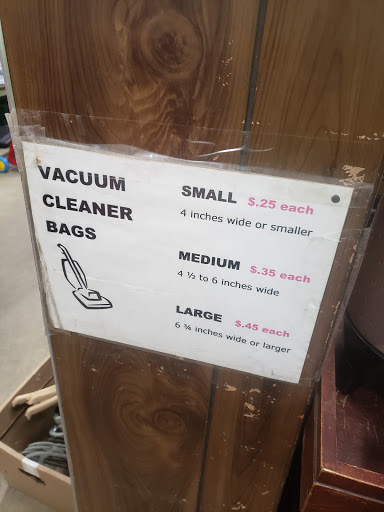 VACUUM
CLEANER
BAGS
SMALL $.25 each
4 inches wide or smaller
MEDIUM $.35 each
4 ½ to 6 inches wide
LARGE $.45 each
6 ¾ inches wide or larger